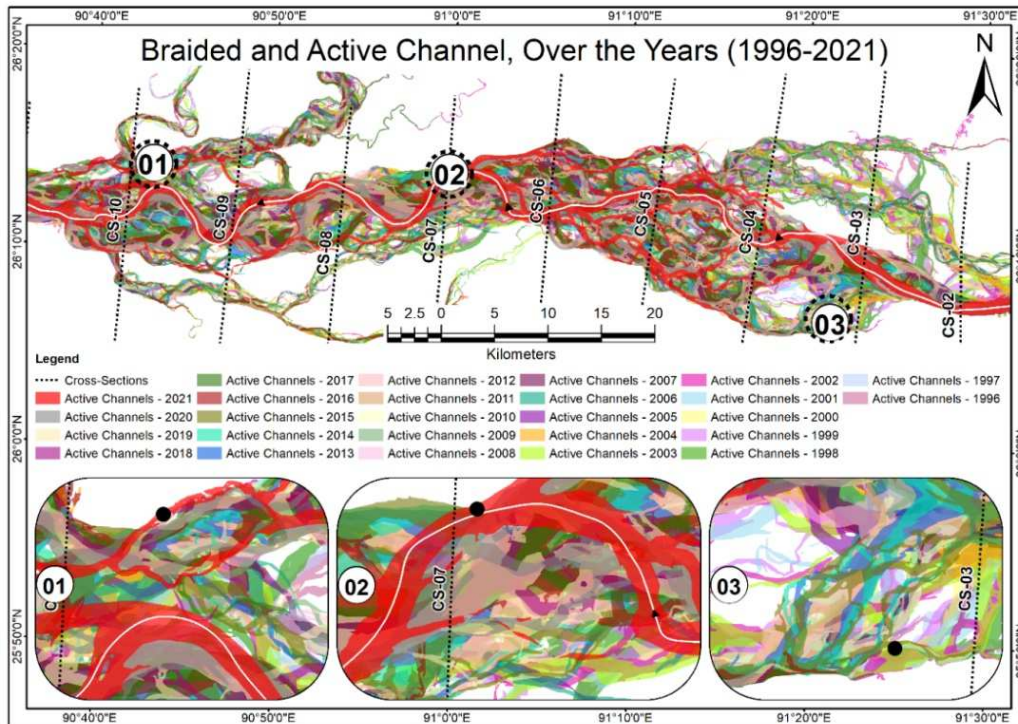 90°40'0"E 90°50'0"E 91°0'0"E 91°10'0"E 91°20'0"E 91°30'0"E
26°20'0"N
Braided and Active Channel, Over the Years (1996-2021)
N
01
02
03
CS-10
CS-09
CS-08
CS-07
CS-06
CS-05
CS-04
CS-03
CS-02
26°10'0"N
5 2.5 0 5 10 15 20
Kilometers
Legend
Cross-Sections
Active Channels - 2021
Active Channels - 2020
Active Channels - 2019
Active Channels - 2018
Active Channels - 2017
Active Channels - 2016
Active Channels - 2015
Active Channels - 2014
Active Channels - 2013
Active Channels - 2012
Active Channels - 2011
Active Channels - 2010
Active Channels - 2009
Active Channels - 2008
Active Channels - 2007
Active Channels - 2006
Active Channels - 2005
Active Channels - 2004
Active Channels - 2003
Active Channels - 2002
Active Channels - 2001
Active Channels - 2000
Active Channels - 1999
Active Channels - 1998
Active Channels - 1997
Active Channels - 1996
26°0'0"N
01
02
CS-07
03
CS-03
25°50'0"N
90°40'0"E 90°50'0"E 91°0'0"E 91°10'0"E 91°20'0"E 91°30'0"E